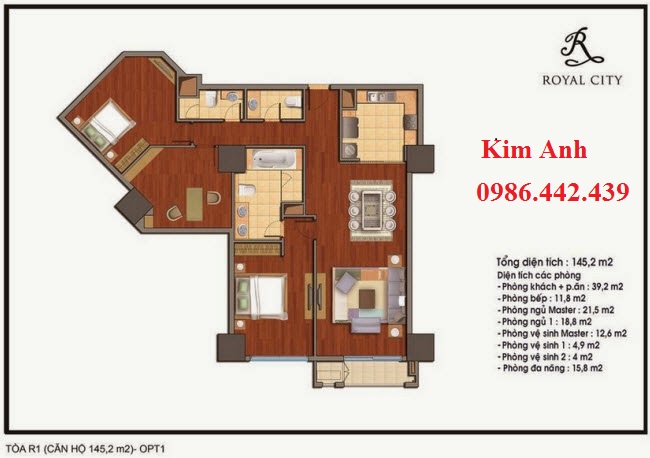 R
ROYAL CITY
Kim Anh
0986.442.439
Tổng diện tích : 145,2 m2
Diện tích các phòng
- Phòng khách + p.ăn : 39,2 m2
- Phòng bếp : 11,8 m2
- Phòng ngủ Master : 21,5 m2
- Phòng ngủ 1 : 18,8 m2
- Phòng vệ sinh Master : 12,6 m2
- Phòng vệ sinh 1 : 4,9 m2
- Phòng vệ sinh 2 : 4 m2
- Phòng đa năng : 15,8 m2
TÒA R1 (CĂN HỘ 145,2 m2)- OPT1